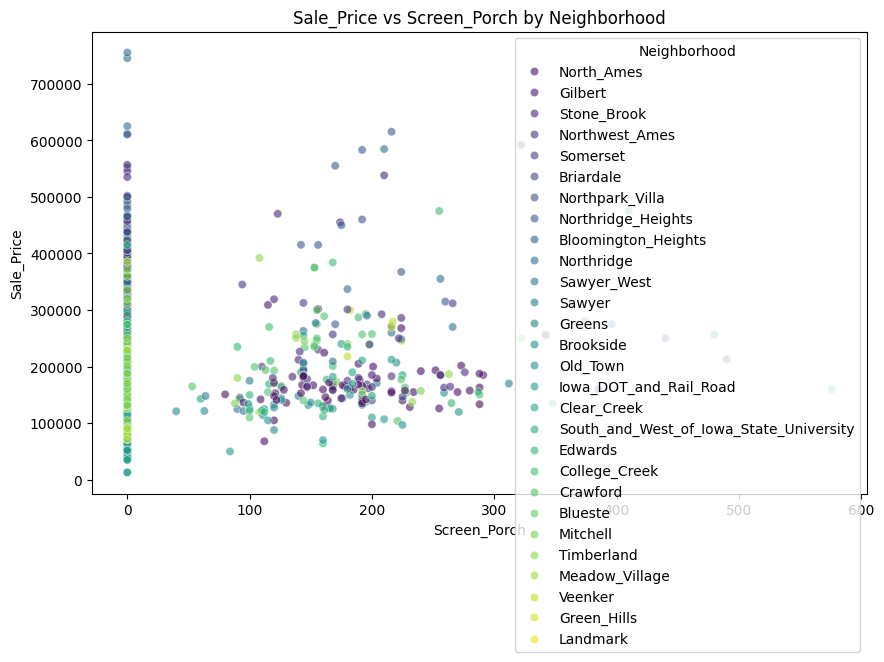 Sale_Price vs Screen_Porch by Neighborhood
Sale_Price
700000
600000
500000
400000
300000
200000
100000
0
0
100
200
300
400
500
600
Screen_Porch
Neighborhood
North_Ames
Gilbert
Stone_Brook
Northwest_Ames
Somerset
Briardale
Northpark_Villa
Northridge_Heights
Bloomington_Heights
Northridge
Sawyer_West
Sawyer
Greens
Brookside
Old_Town
Iowa_DOT_and_Rail_Road
Clear_Creek
South_and_West_of_Iowa_State_University
Edwards
College_Creek
Crawford
Blueste
Mitchell
Timberland
Meadow_Village
Veenker
Green_Hills
Landmark